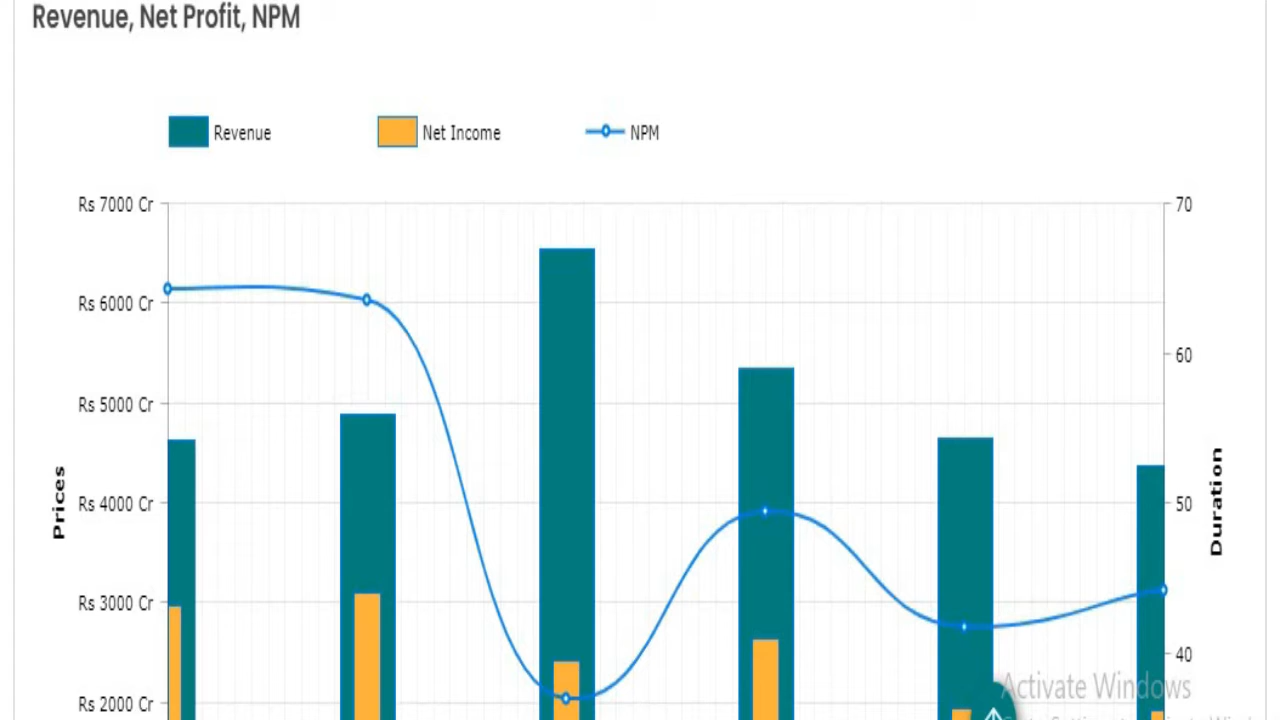 Revenue, Net Profit, NPM
Revenue
Net Income
NPM
Rs 7000 Cr
70
Rs 6000 Cr
60
Rs 5000 Cr
Prices
Rs 4000 Cr
50
Duration
Rs 3000 Cr
40
Activate Windows
Rs 2000 Cr